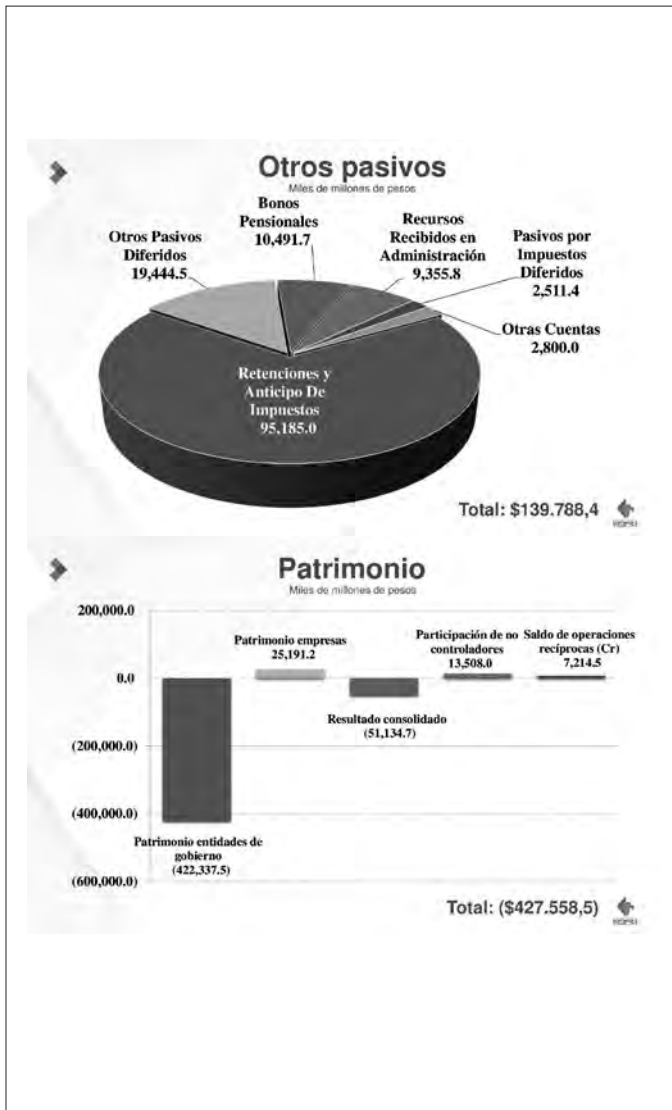 Otros pasivos
Miles de millones de pesos
Bonos
Pensionales
10,491.7
Otros Pasivos
Diferidos
19,444.5
Recursos
Recibidos en
Administración
9,355.8
Pasivos por
Impuestos
Diferidos
2,511.4
Otras Cuentas
2,800.0
Retenciones y
Anticipo De
Impuestos
95,185.0
Total: $139.788,4
Patrimonio
Miles de millones de pesos
200,000.0
0.0
(200,000.0)
(400,000.0)
(600,000.0)
Patrimonio entidades de
gobierno
(422,337.5)
Patrimonio empresas
25,191.2
Resultado consolidado
(51,134.7)
Participación de no
controladores
13,508.0
Saldo de operaciones
recíprocas (Cr)
7,214.5
Total: ($427.558,5)